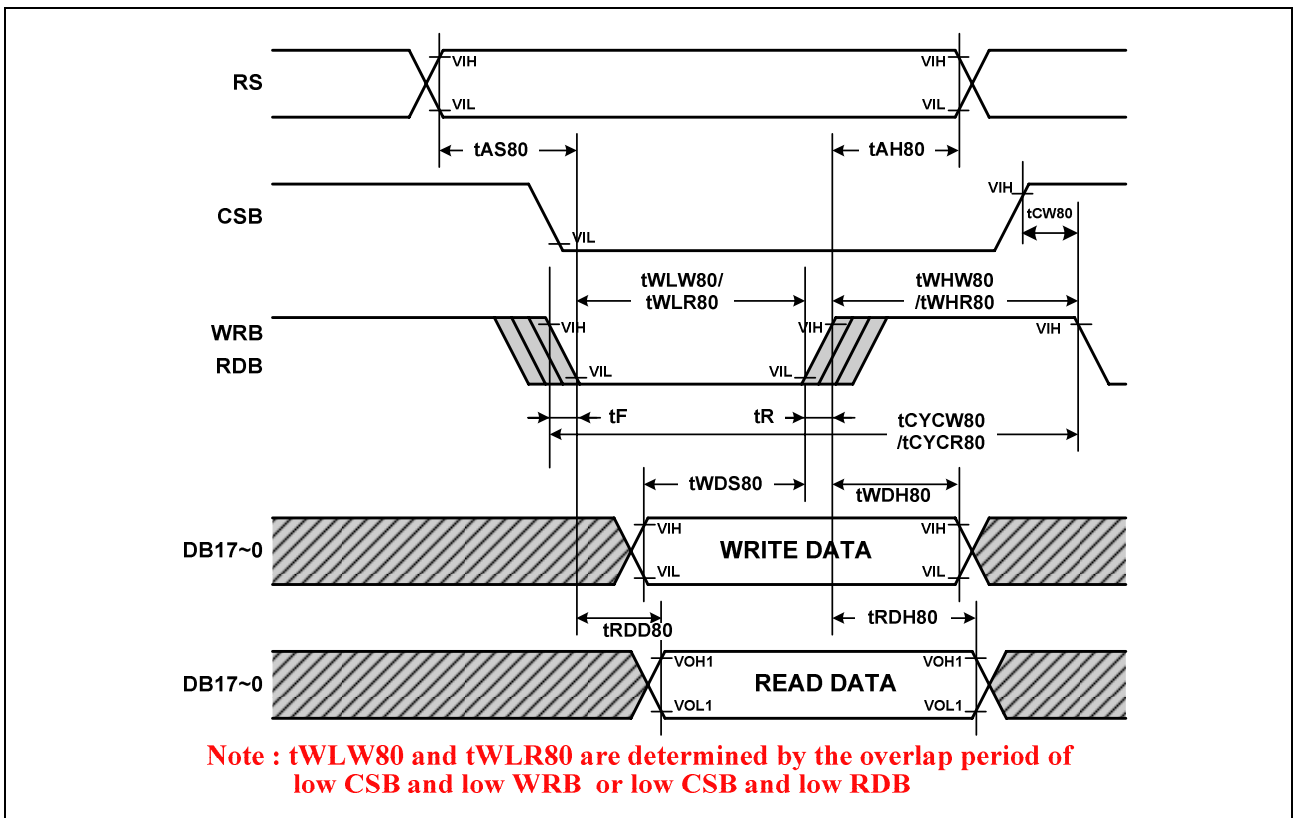 RS
VIH
VIH
VIL
VIL
tAS80
tAH80
CSB
VIH
tCW80
VIL
tWLW80/
tWLR80
tWHW80
/tWHR80
WRB
RDB
VIH
VIH
VIH
VIL
VIL
tF
tR
tCYCW80
/tCYCR80
tWDS80
tWDH80
DB17~0
VIH
WRITE DATA
VIH
VIL
VIL
tRDD80
tRDH80
DB17~0
VOH1
READ DATA
VOH1
VOL1
VOL1
Note : tWLW80 and tWLR80 are determined by the overlap period of
low CSB and low WRB or low CSB and low RDB